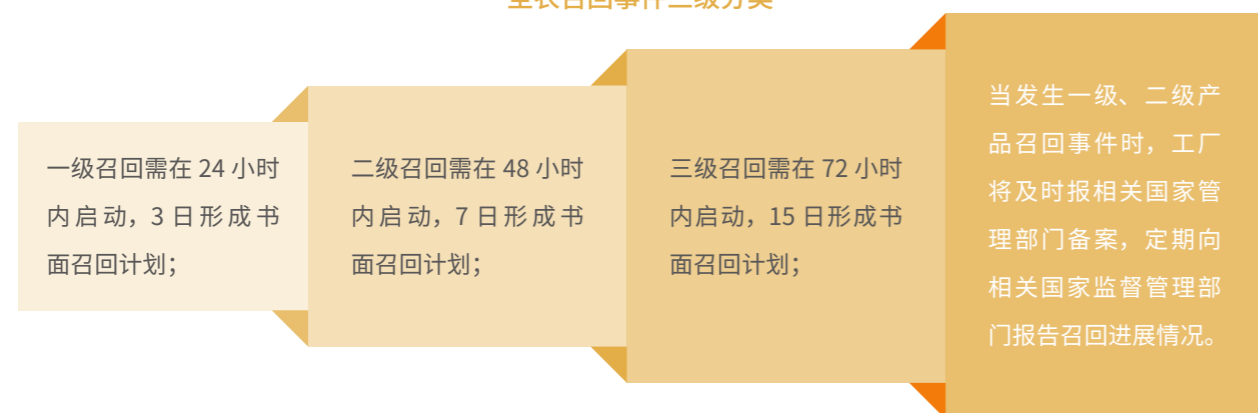 一级召回需在 24 小时
内启动，3 日形成书
面召回计划；
二级召回需在 48 小时
内启动，7 日形成书
面召回计划；
三级召回需在 72 小时
内启动，15 日形成书
面召回计划；
当发生一级、二级产
品召回事件时，工厂
将及时报相关国家管
理部门备案，定期向
相关国家监督管理部
门报告召回进展情况。